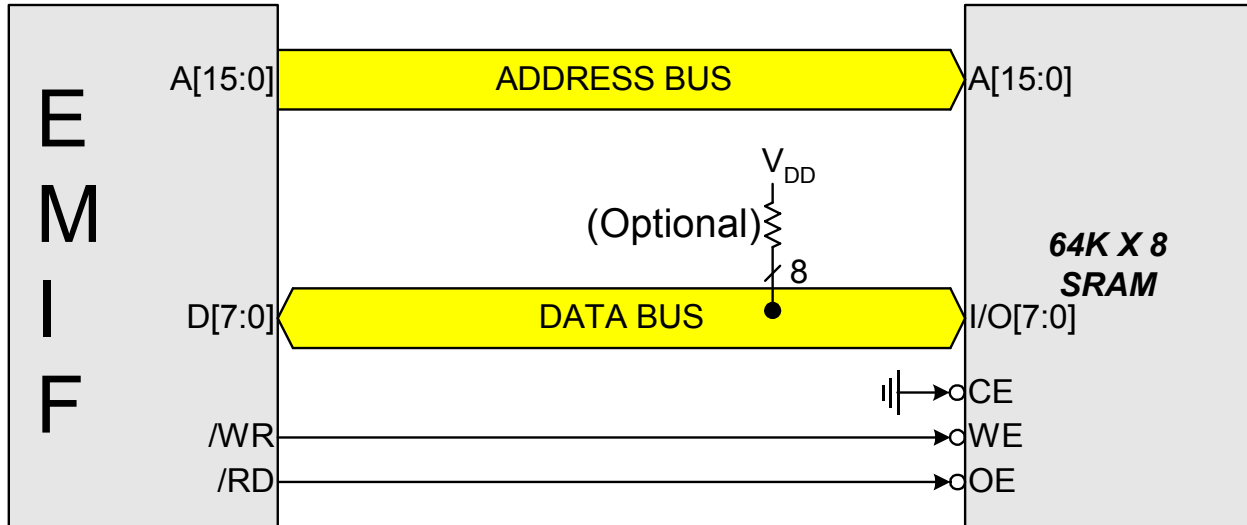 E
M
I
F
A[15:0]
ADDRESS BUS
A[15:0]
VDD
(Optional)
8
64K X 8
SRAM
D[7:0]
DATA BUS
I/O[7:0]
CE
/WR
WE
/RD
OE